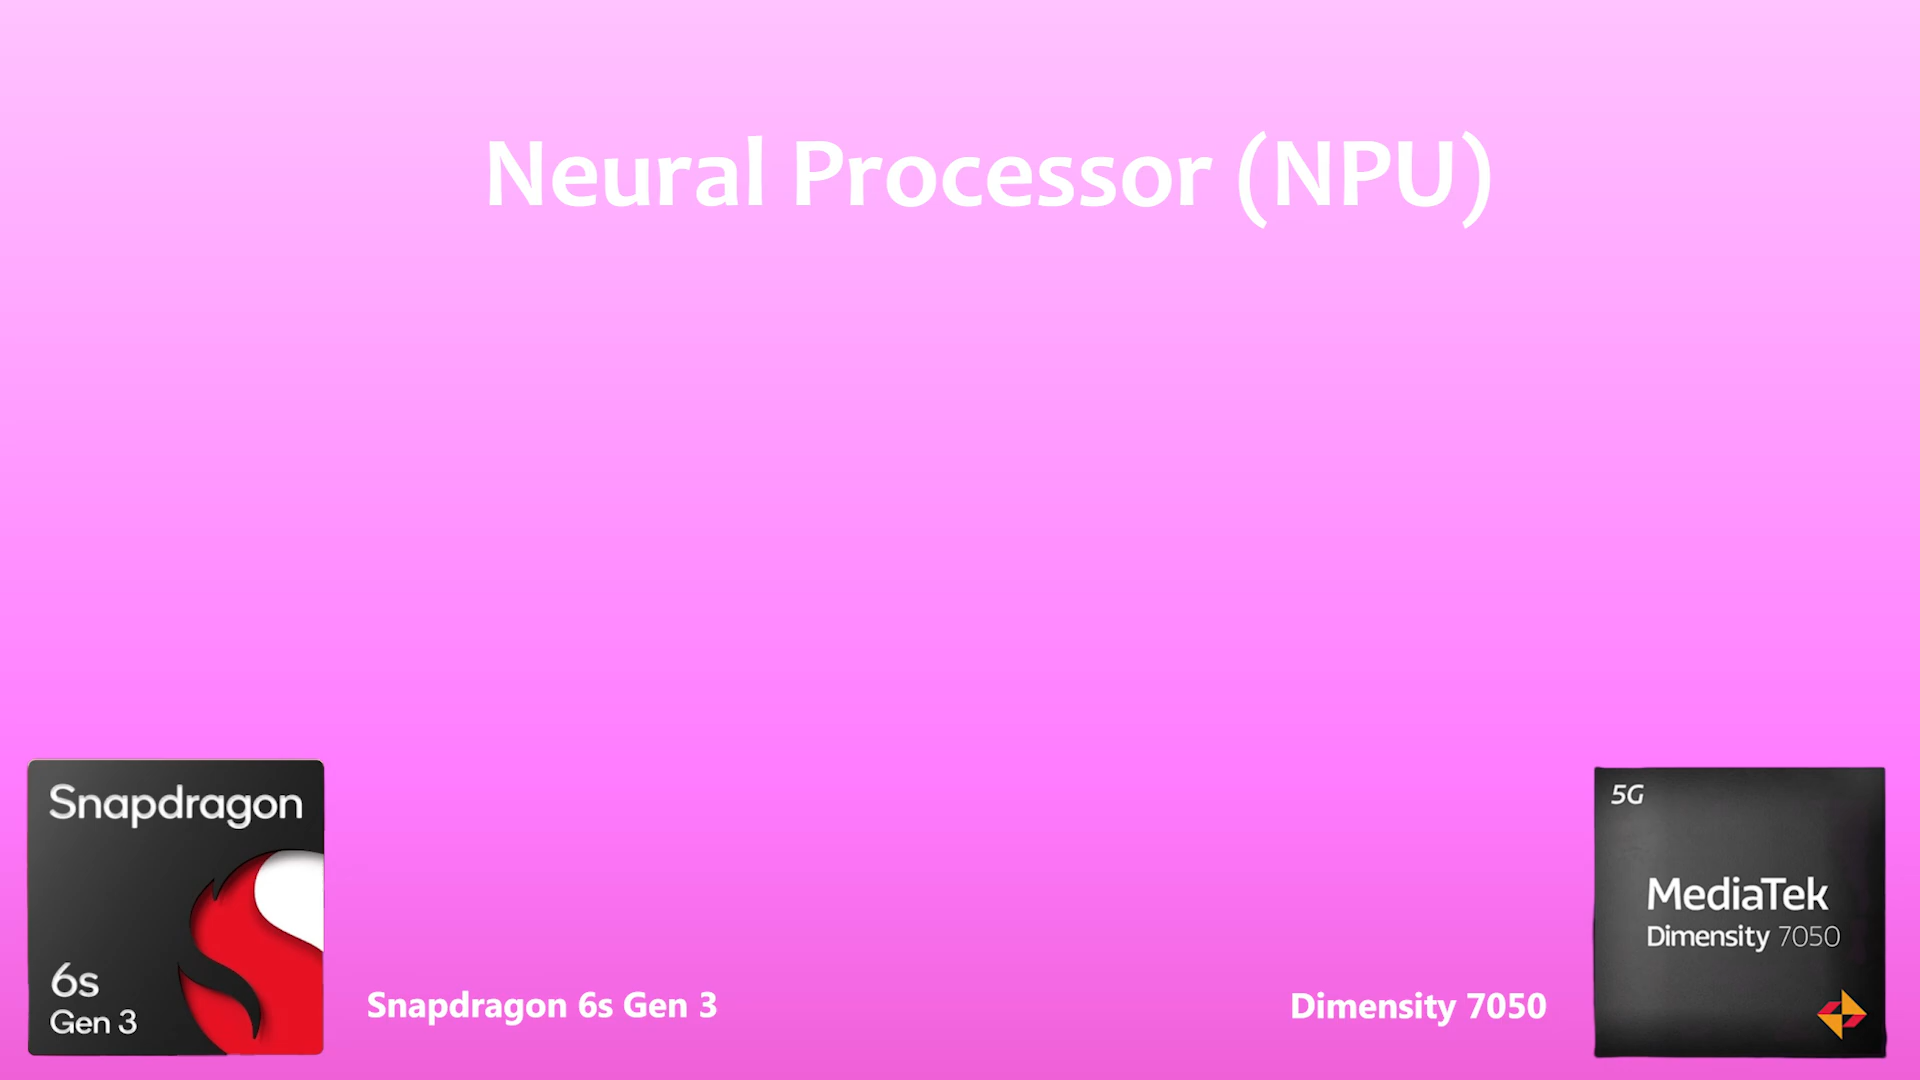 Neural Processor (NPU)
Snapdragon
6s
Gen 3
Snapdragon 6s Gen 3
Dimensity 7050
5G
MediaTek
Dimensity 7050